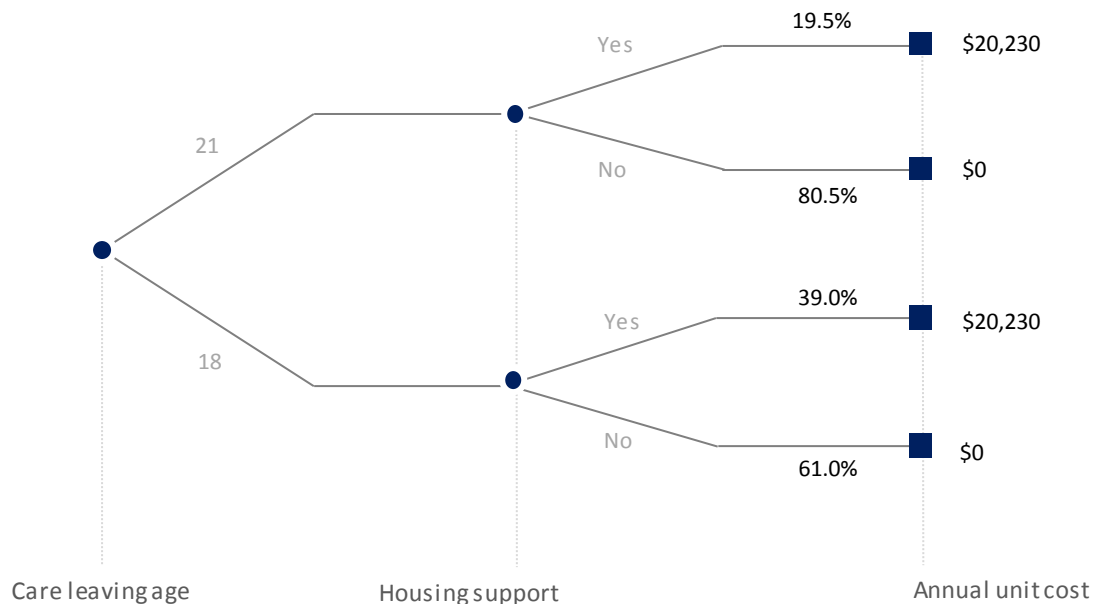 19.5%
Yes
$20,230
21
No
$0
80.5%
39.0%
Yes
$20,230
18
No
$0
61.0%
Care leaving age
Housing support
Annual unit cost